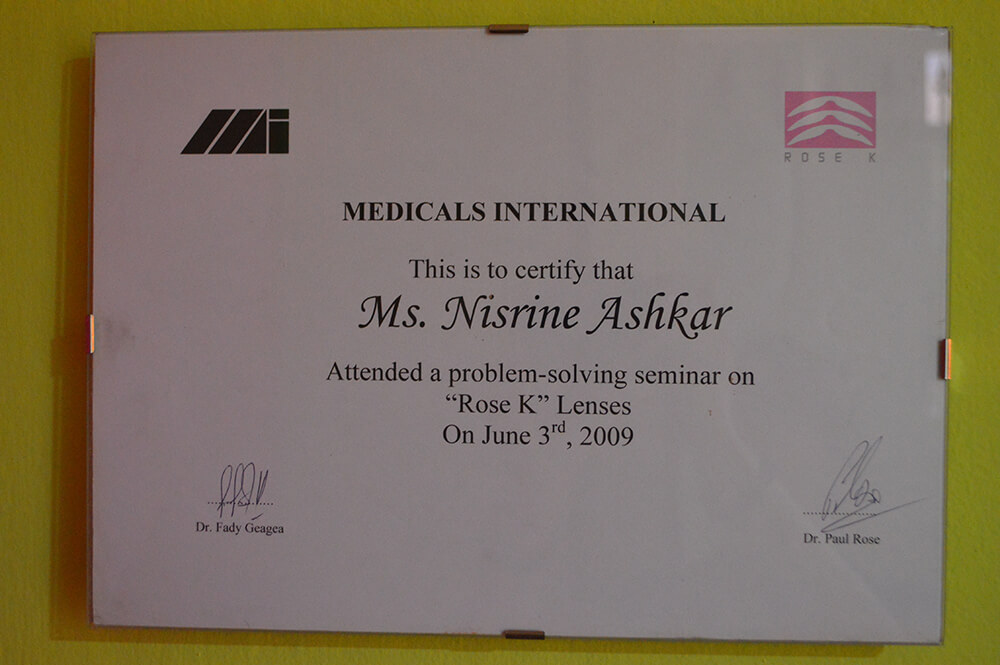 Mi
ROSE K
MEDICALS INTERNATIONAL
This is to certify that
Ms. Nisrine Ashkar
Attended a problem-solving seminar on
“Rose K” Lenses
On June 3rd, 2009
Dr. Fady Geagea
Dr. Paul Rose